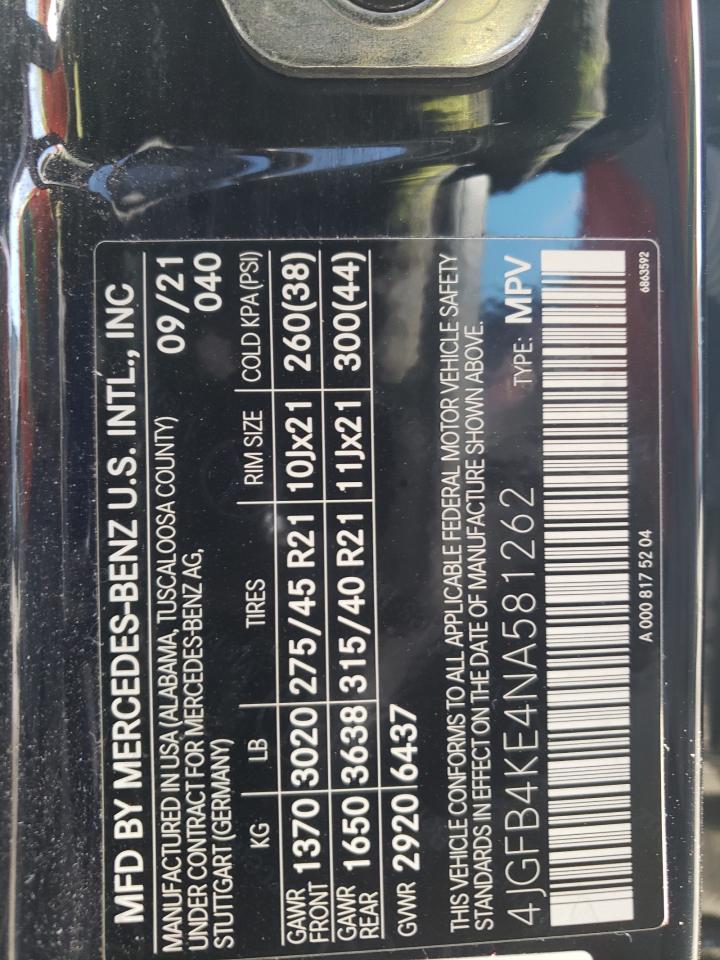 MFD BY MERCEDES-BENZ U.S. INTL., INC
MANUFACTURED IN USA (ALABAMA, TUSCALOOSA COUNTY) 09/21
UNDER CONTRACT FOR MERCEDES-BENZ AG, 040
STUTTGART (GERMANY)
KG LB TIRES RIM SIZE COLD KPA (PSI)
GAWR FRONT 1370 3020 275/45 R21 10Jx21 260(38)
GAWR REAR 1650 3638 315/40 R21 11Jx21 300(44)
GVWR 2920 6437
THIS VEHICLE CONFORMS TO ALL APPLICABLE FEDERAL MOTOR VEHICLE SAFETY
STANDARDS IN EFFECT ON THE DATE OF MANUFACTURE SHOWN ABOVE.
4JGFB4KE4NA581262 TYPE: MPV
A 000 817 52 04 6863592